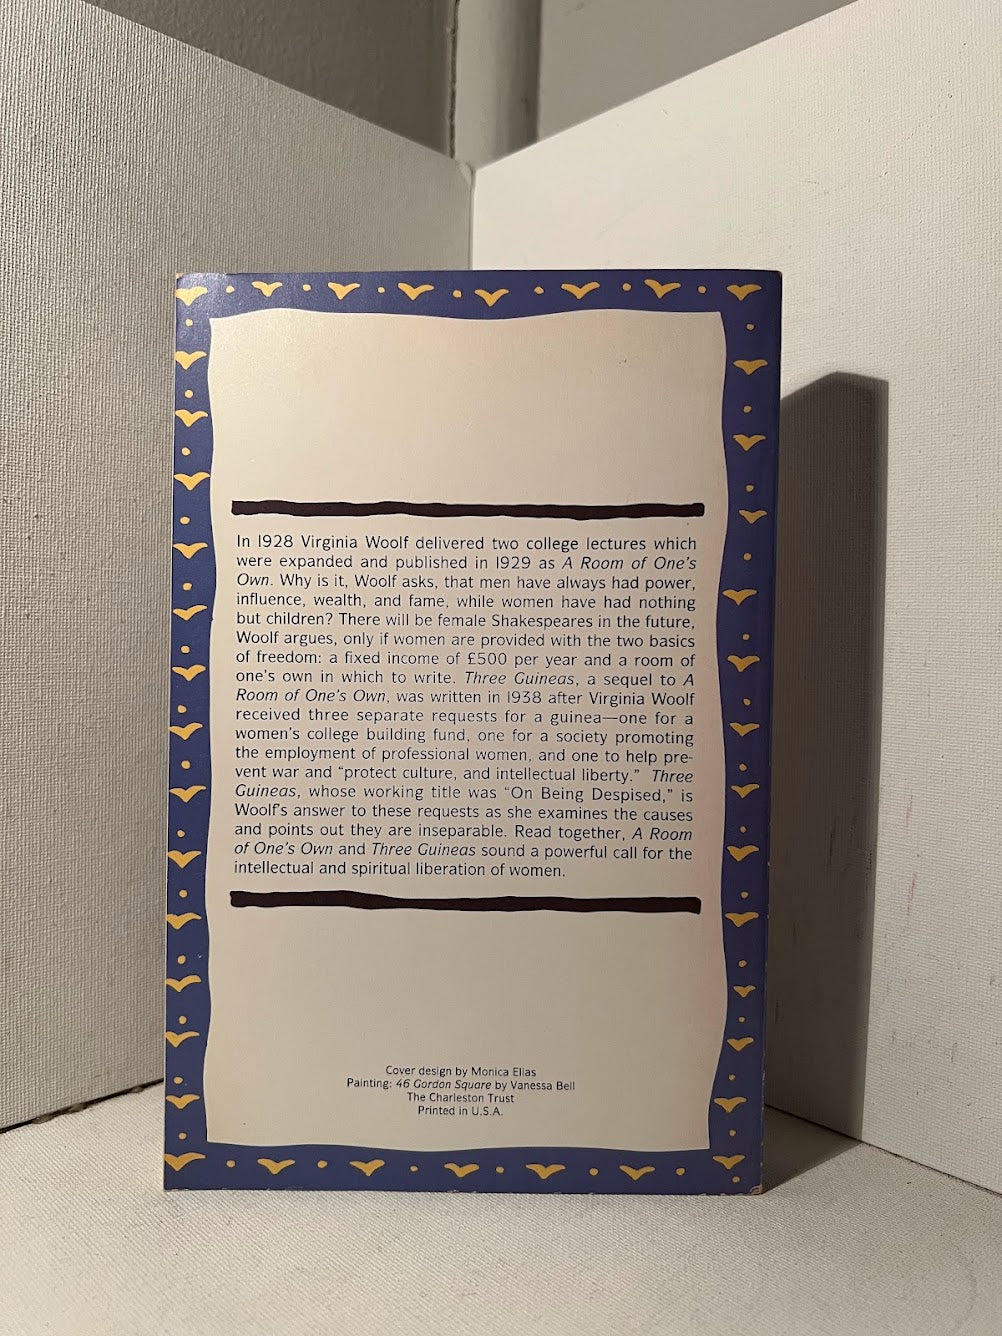 In 1928 Virginia Woolf delivered two college lectures which
were expanded and published in 1929 as A Room of One's
Own. Why is it, Woolf asks, that men have always had power,
influence, wealth, and fame, while women have had nothing
but children? There will be female Shakespeares in the future,
Woolf argues, only if women are provided with the two basics
of freedom: a fixed income of £500 per year and a room of
one's own in which to write. Three Guineas, a sequel to A
Room of One's Own, was written in 1938 after Virginia Woolf
received three separate requests for a guinea—one for a
women's college building fund, one for a society promoting
the employment of professional women, and one to help pre-
vent war and “protect culture, and intellectual liberty.” Three
Guineas, whose working title was “On Being Despised,” is
Woolf's answer to these requests as she examines the causes
and points out they are inseparable. Read together, A Room
of One's Own and Three Guineas sound a powerful call for the
intellectual and spiritual liberation of women.
Cover design by Monica Elias
Painting: 46 Gordon Square by Vanessa Bell
The Charleston Trust
Printed in U.S.A.